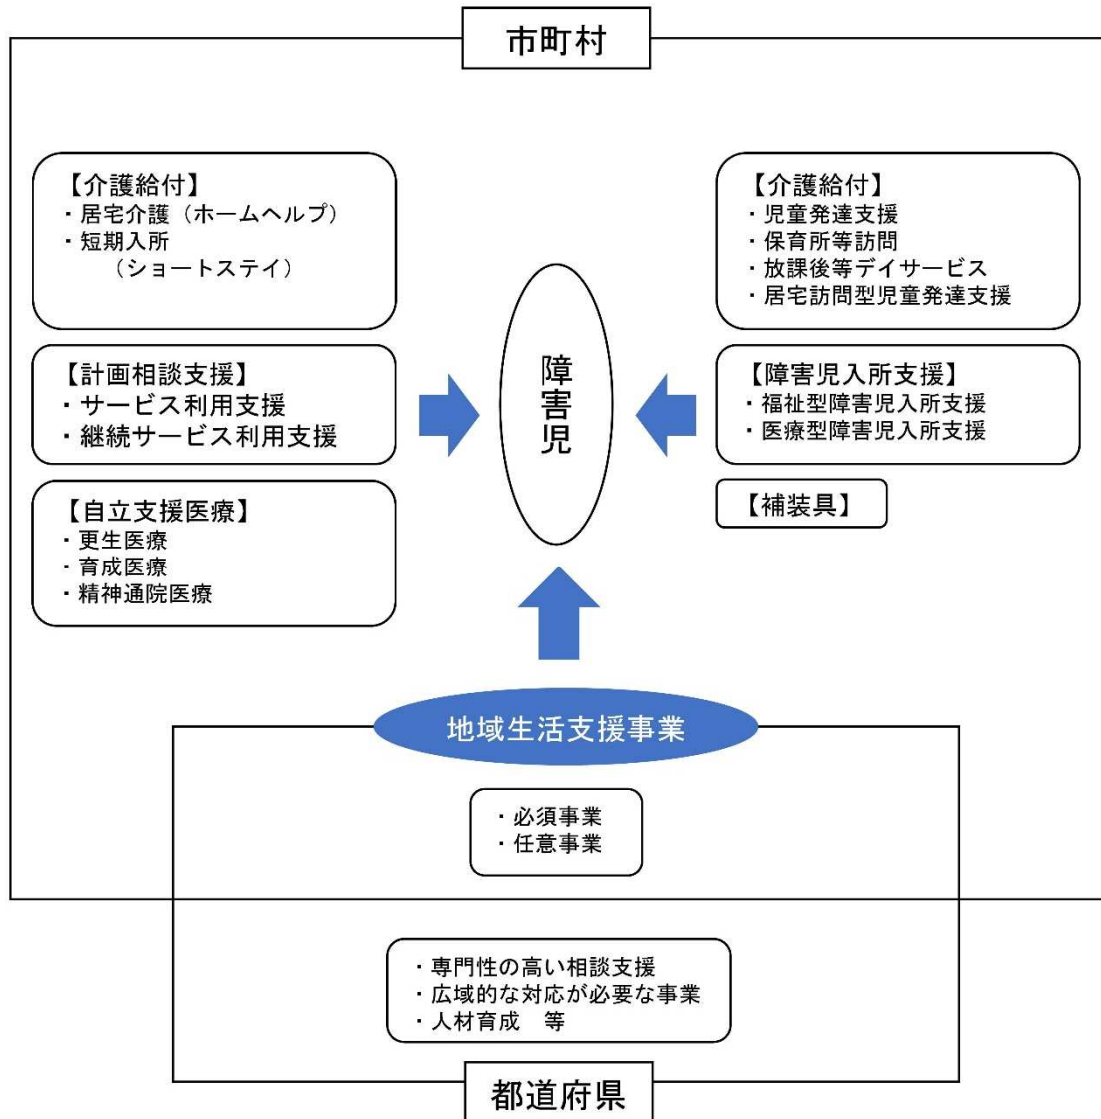 市町村
【介護給付】
・居宅介護（ホームヘルプ）
・短期入所
（ショートステイ）
【計画相談支援】
・サービス利用支援
・継続サービス利用支援
【自立支援医療】
・更生医療
・育成医療
・精神通院医療
障害児
【介護給付】
・児童発達支援
・保育所等訪問
・放課後等デイサービス
・居宅訪問型児童発達支援
【障害児入所支援】
・福祉型障害児入所支援
・医療型障害児入所支援
【補装具】
地域生活支援事業
・必須事業
・任意事業
・専門性の高い相談支援
・広域的な対応が必要な事業
・人材育成　等
都道府県